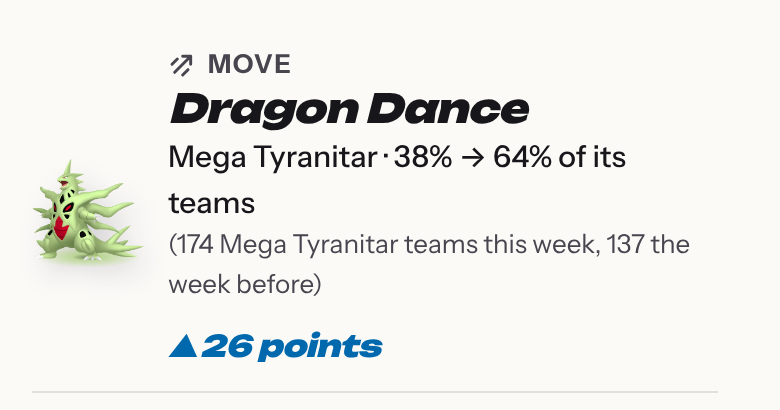 MOVE
Dragon Dance
Mega Tyranitar · 38% → 64% of its
teams
(174 Mega Tyranitar teams this week, 137 the
week before)
▲26 points